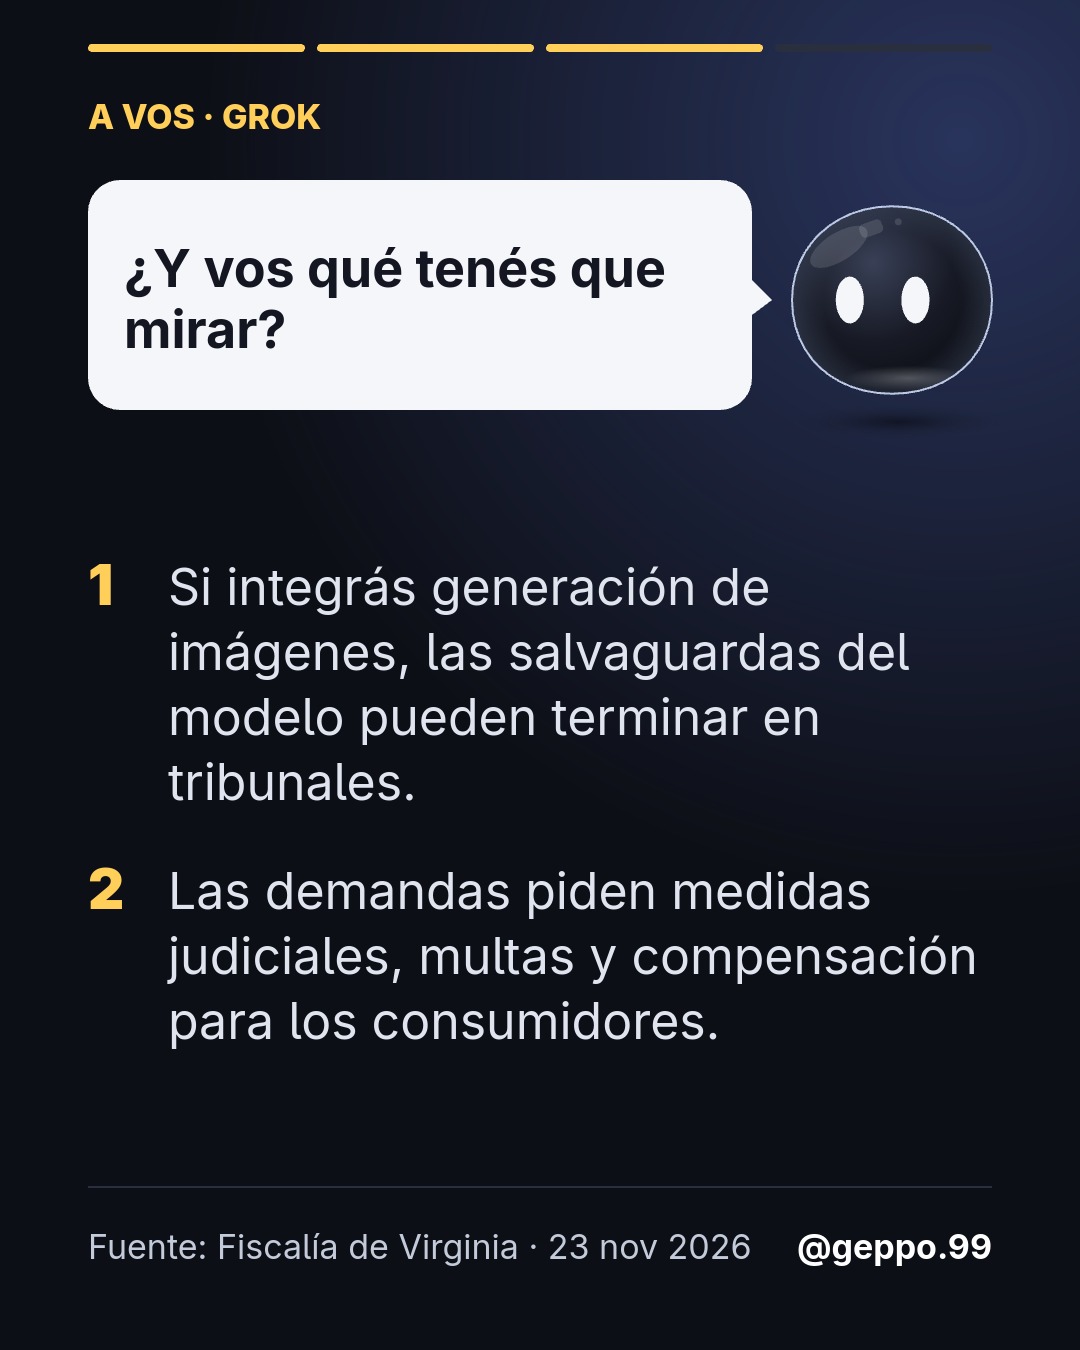 A VOS · GROK
¿Y vos qué tenés que
mirar?
1 Si integrás generación de
imágenes, las salvaguardas del
modelo pueden terminar en
tribunales.
2 Las demandas piden medidas
judiciales, multas y compensación
para los consumidores.
Fuente: Fiscalía de Virginia · 23 nov 2026 @geppo.99